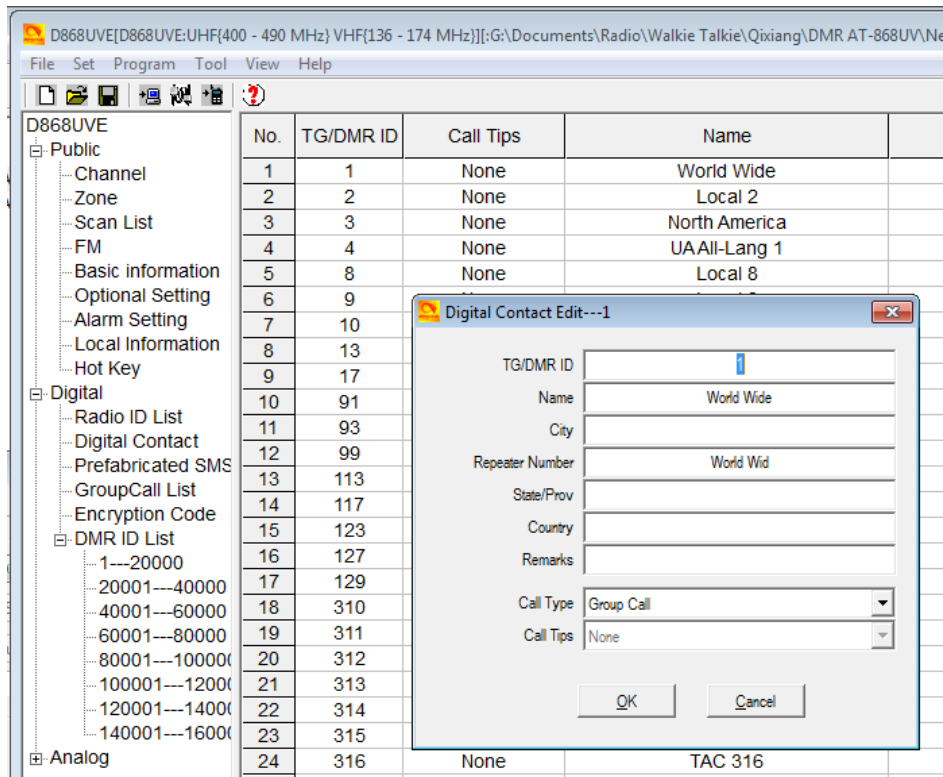 D868UVE[D868UVE:UHF{400 - 490 MHz} VHF{136 - 174 MHz}][:G:\Documents\Radio\Walkie Talkie\Qixiang\DMR AT-868UV\Ne
File Set Program Tool View Help
D868UVE
Public
Channel
Zone
Scan List
FM
Basic information
Optional Setting
Alarm Setting
Local Information
Hot Key
Digital
Radio ID List
Digital Contact
Prefabricated SMS
GroupCall List
Encryption Code
DMR ID List
1---20000
20001---40000
40001---60000
60001---80000
80001---100000
100001---1200
120001---1400
140001---1600
Analog
No. TG/DMR ID Call Tips Name
1 1 None World Wide
2 2 None Local 2
3 3 None North America
4 4 None UA All-Lang 1
5 8 None Local 8
6 9
7 10
8 13
9 17
10 91
11 93
12 99
13 113
14 117
15 123
16 127
17 129
18 310
19 311
20 312
21 313
22 314
23 315
24 316 None TAC 316
Digital Contact Edit---1
TG/DMR ID 1
Name World Wide
City
Repeater Number World Wid
State/Prov
Country
Remarks
Call Type Group Call
Call Tips None
OK Cancel